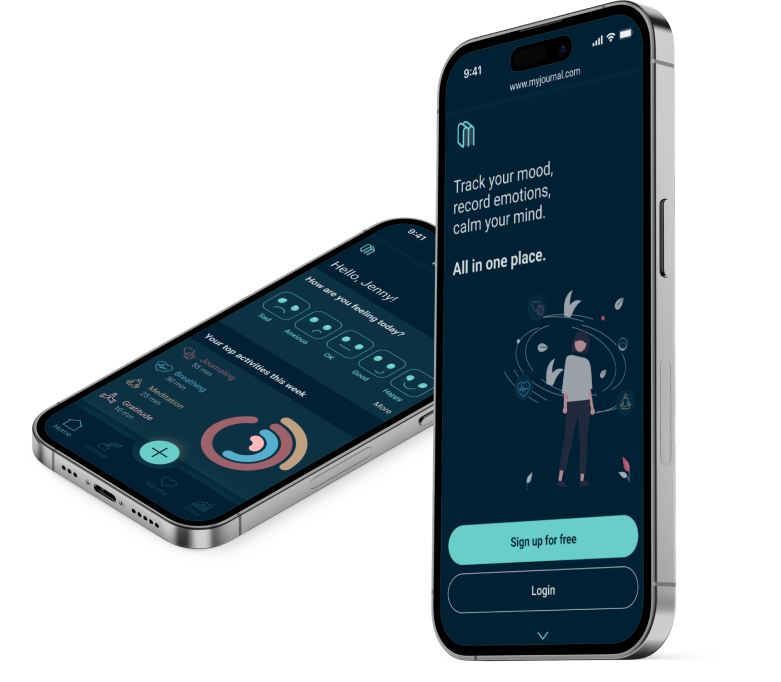 9:41
Hello, Jenny!
How are you feeling today?
Sad
Anxious
OK
Good
Happy
More
Your top activities this week
Journaling
55 min
Breathing
30 min
Meditation
25 min
Gratitude
10 min
Home
9:41
www.myjournal.com
Track your mood,
record emotions,
calm your mind.
All in one place.
Sign up for free
Login